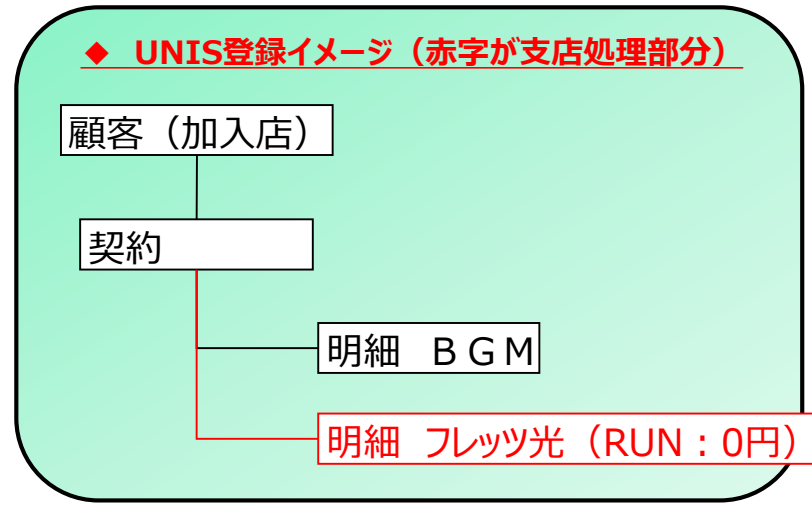 ◆ UNIS登録イメージ（赤字が支店処理部分）
顧客（加入店）
契約
明細　ＢＧＭ
明細 フレッツ光（RUN：0円）